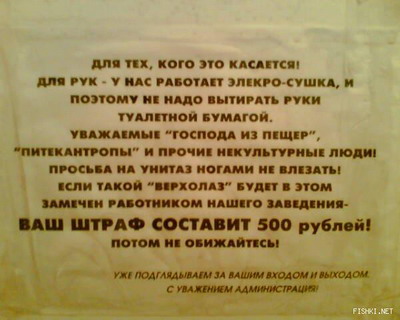 ДЛЯ ТЕХ, КОГО ЭТО КАСАЕТСЯ!
ДЛЯ РУК - У НАС РАБОТАЕТ ЭЛЕКРО-СУШКА, И
ПОЭТОМУ НЕ НАДО ВЫТИРАТЬ РУКИ
ТУАЛЕТНОЙ БУМАГОЙ.
УВАЖАЕМЫЕ "ГОСПОДА ИЗ ПЕЩЕР",
"ПИТЕКАНТРОПЫ" И ПРОЧИЕ НЕКУЛЬТУРНЫЕ ЛЮДИ!
ПРОСЬБА НА УНИТАЗ НОГАМИ НЕ ВЛЕЗАТЬ!
ЕСЛИ ТАКОЙ "ВЕРХОЛАЗ" БУДЕТ В ЭТОМ
ЗАМЕЧЕН РАБОТНИКОМ НАШЕГО ЗАВЕДЕНИЯ-
ВАШ ШТРАФ СОСТАВИТ 500 рублей!
ПОТОМ НЕ ОБИЖАЙТЕСЬ!
УЖЕ ПОДГЛЯДЫВАЕМ ЗА ВАШИМ ВХОДОМ И ВЫХОДОМ.
С УВАЖЕНИЕМ АДМИНИСТРАЦИЯ!
FISHKI.NET